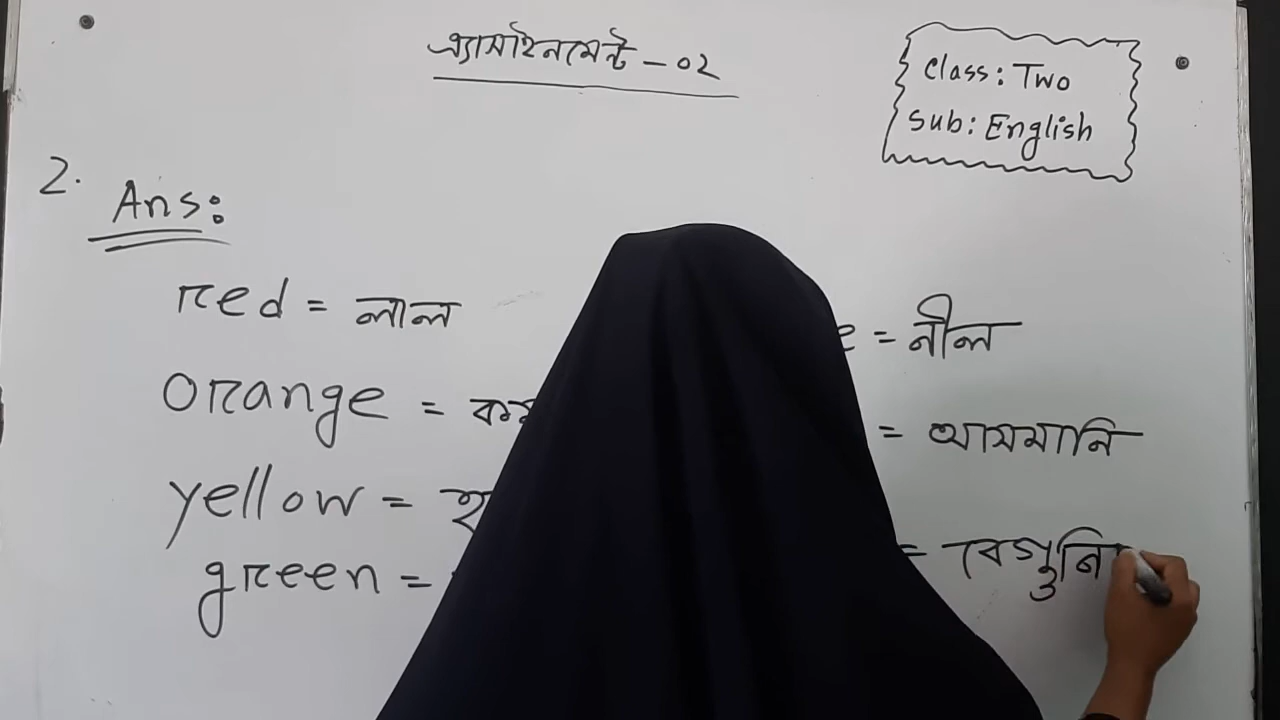 এ্যাসাইনমেন্ট - ০২
Class: Two
Sub: English
2. Ans:
red = লাল
orange =
yellow =
green =
= নীল
= আসমানি
= বেগুনি